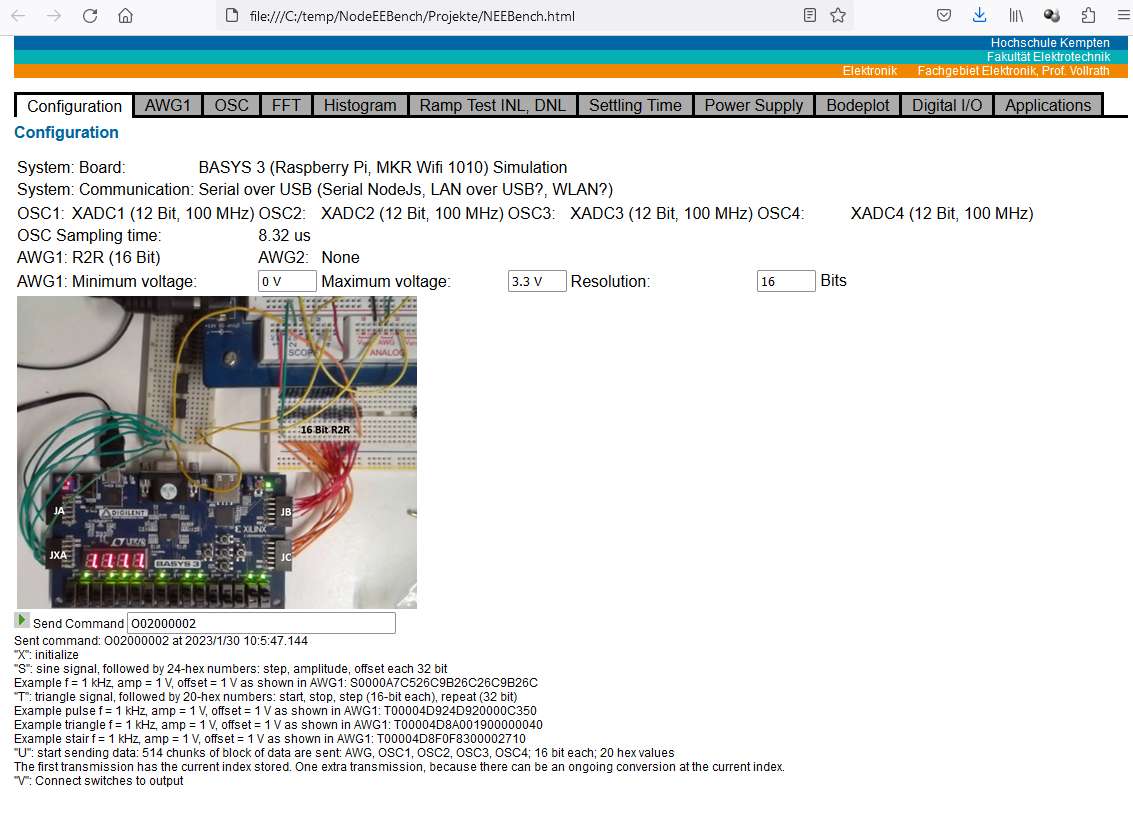 file:///C:/temp/NodeEEBench/Projekte/NEEBench.html
Hochschule Kempten
Fakultät Elektrotechnik
Elektronik Fachgebiet Elektronik, Prof. Vollrath
Configuration AWG1 OSC FFT Histogram Ramp Test INL, DNL Settling Time Power Supply Bodeplot Digital I/O Applications
Configuration
System: Board: BASYS 3 (Raspberry Pi, MKR Wifi 1010) Simulation
System: Communication: Serial over USB (Serial NodeJs, LAN over USB?, WLAN?)
OSC1: XADC1 (12 Bit, 100 MHz) OSC2: XADC2 (12 Bit, 100 MHz) OSC3: XADC3 (12 Bit, 100 MHz) OSC4: XADC4 (12 Bit, 100 MHz)
OSC Sampling time: 8.32 us
AWG1: R2R (16 Bit) AWG2: None
AWG1: Minimum voltage: 0 V Maximum voltage: 3.3 V Resolution: 16 Bits
SCOPE
ANALOG
16 Bit R2R
JA
DIGILENT
JB
XILINX
LINEAR
JXA
JC
BASYS 3
Send Command O02000002
Sent command: O02000002 at 2023/1/30 10:5:47.144
"X": initialize
"S": sine signal, followed by 24-hex numbers: step, amplitude, offset each 32 bit
Example f = 1 kHz, amp = 1 V, offset = 1 V as shown in AWG1: S0000A7C526C9B26C26C9B26C
"T": triangle signal, followed by 20-hex numbers: start, stop, step (16-bit each), repeat (32 bit)
Example pulse f = 1 kHz, amp = 1 V, offset = 1 V as shown in AWG1: T00004D924D920000C350
Example triangle f = 1 kHz, amp = 1 V, offset = 1 V as shown in AWG1: T00004D8A001900000040
Example stair f = 1 kHz, amp = 1 V, offset = 1 V as shown in AWG1: T00004D8F0F8300002710
"U": start sending data: 514 chunks of block of data are sent: AWG, OSC1, OSC2, OSC3, OSC4; 16 bit each; 20 hex values
The first transmission has the current index stored. One extra transmission, because there can be an ongoing conversion at the current index.
"V": Connect switches to output